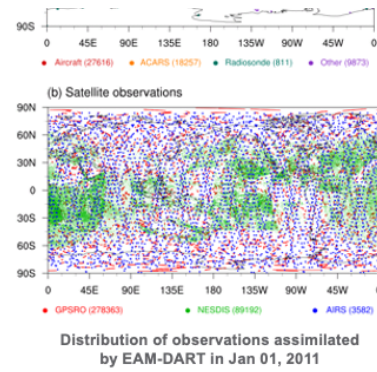 90S
0 45E 90E 135E 180 135W 90W 45W 0
Aircraft (27616) ACARS (18257) Radiosonde (811) Other (9873)
(b) Satellite observations
90N
60N
30N
0
30S
60S
90S
0 45E 90E 135E 180 135W 90W 45W
GPSRO (278363) NESDIS (89192) AIRS (3582)
Distribution of observations assimilated
by EAM-DART in Jan 01, 2011